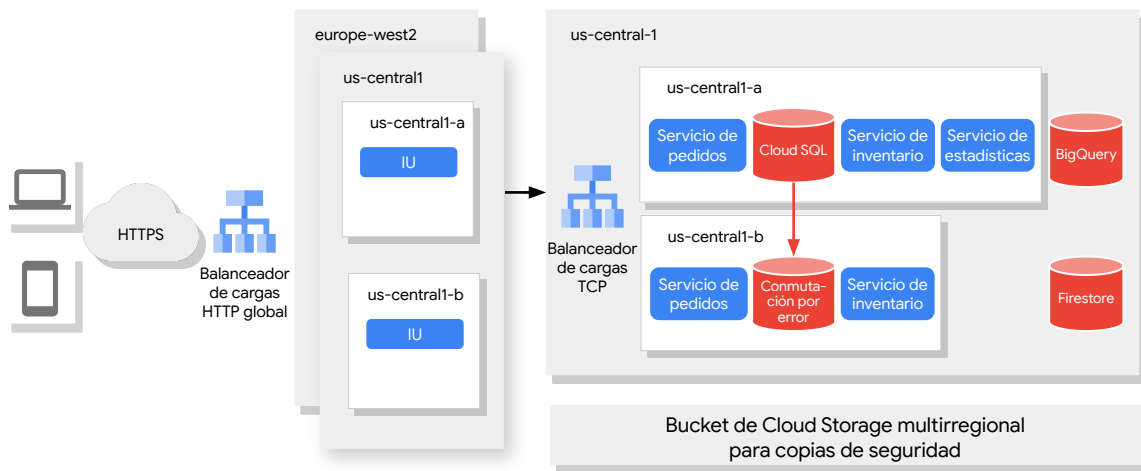 HTTPS
Balanceador
de cargas
HTTP global
europe-west2
us-central1
us-central1-a
IU
us-central1-b
IU
us-central-1
Balanceador
de cargas
TCP
us-central1-a
Servicio de
pedidos
Cloud SQL
Servicio de
inventario
Servicio de
estadísticas
BigQuery
us-central1-b
Servicio de
pedidos
Conmuta-
ción por
error
Servicio de
inventario
Firestore
Bucket de Cloud Storage multirregional
para copias de seguridad